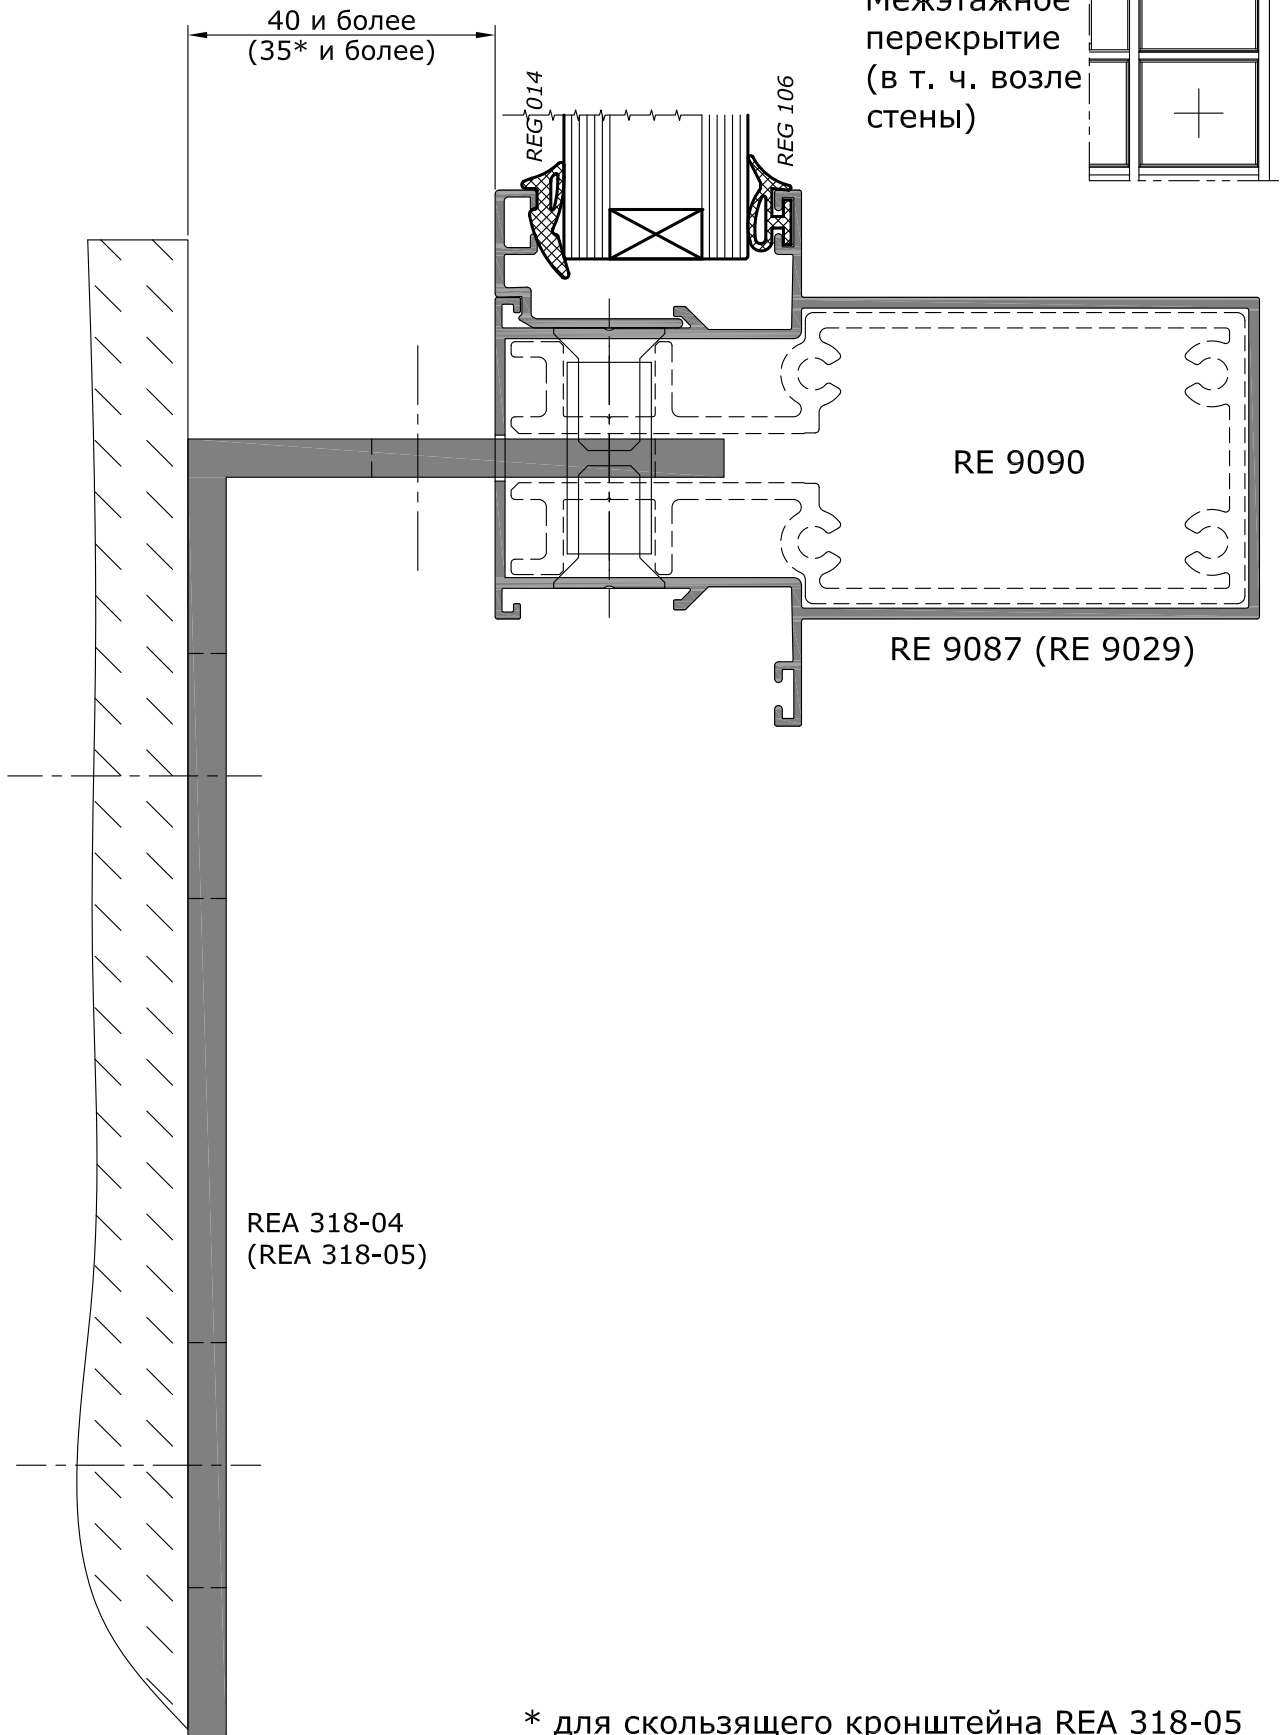 40 и более
(35* и более)
Межэтажное
перекрытие
(в т. ч. возле
стены)
REG 014
REG 106
RE 9090
RE 9087 (RE 9029)
REA 318-04
(REA 318-05)
* для скользящего кронштейна REA 318-05